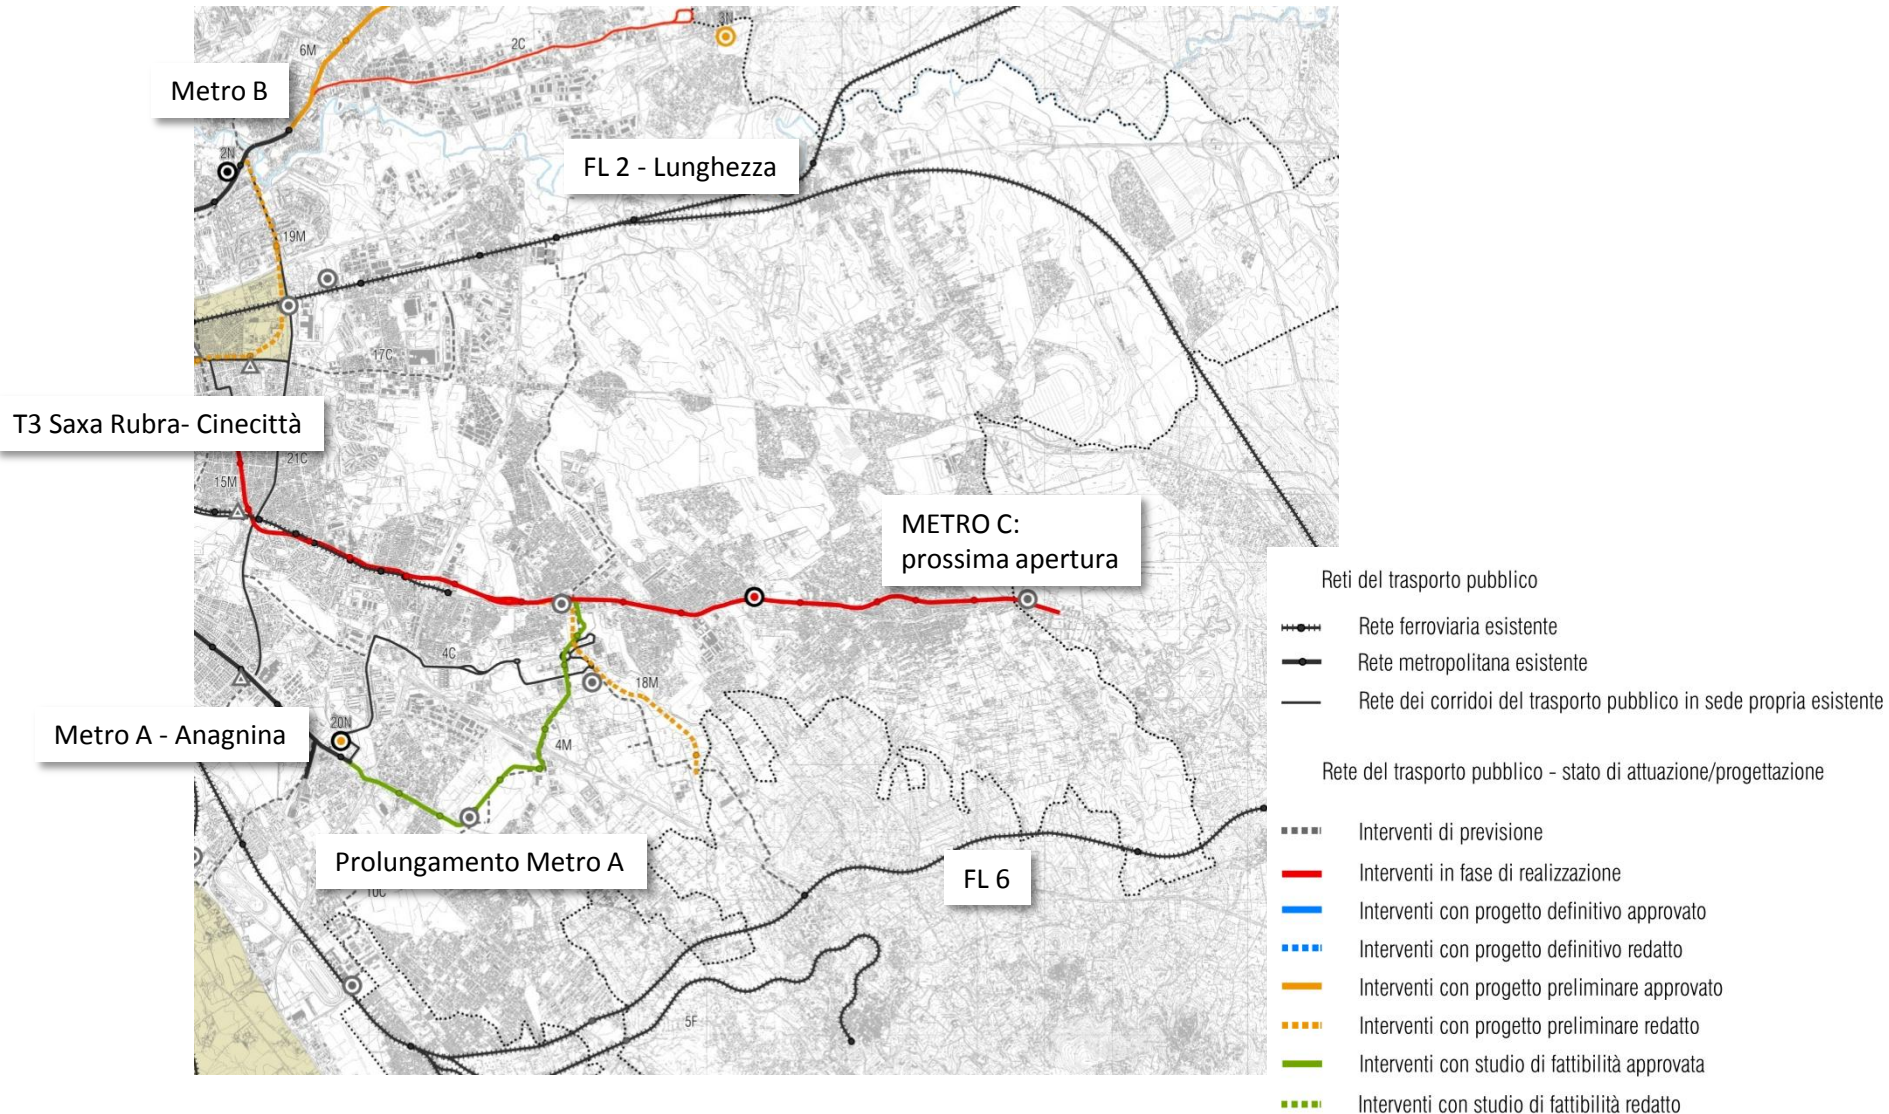 3N
2C
6M
Metro B
2N
FL 2 - Lunghezza
19M
17C
T3 Saxa Rubra- Cinecittà
21C
15M
METRO C:
prossima apertura
4C
18M
20N
Metro A - Anagnina
4M
Prolungamento Metro A
10C
FL 6
5F
Reti del trasporto pubblico
Rete ferroviaria esistente
Rete metropolitana esistente
Rete dei corridoi del trasporto pubblico in sede propria esistente
Rete del trasporto pubblico - stato di attuazione/progettazione
Interventi di previsione
Interventi in fase di realizzazione
Interventi con progetto definitivo approvato
Interventi con progetto definitivo redatto
Interventi con progetto preliminare approvato
Interventi con progetto preliminare redatto
Interventi con studio di fattibilità approvata
Interventi con studio di fattibilità redatto